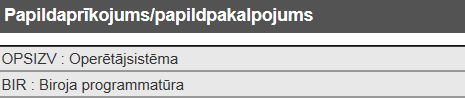 Papildaprīkojums/papildpakalpojums
OPSIZV : Operētājsistēma
BIR : Biroja programmatūra